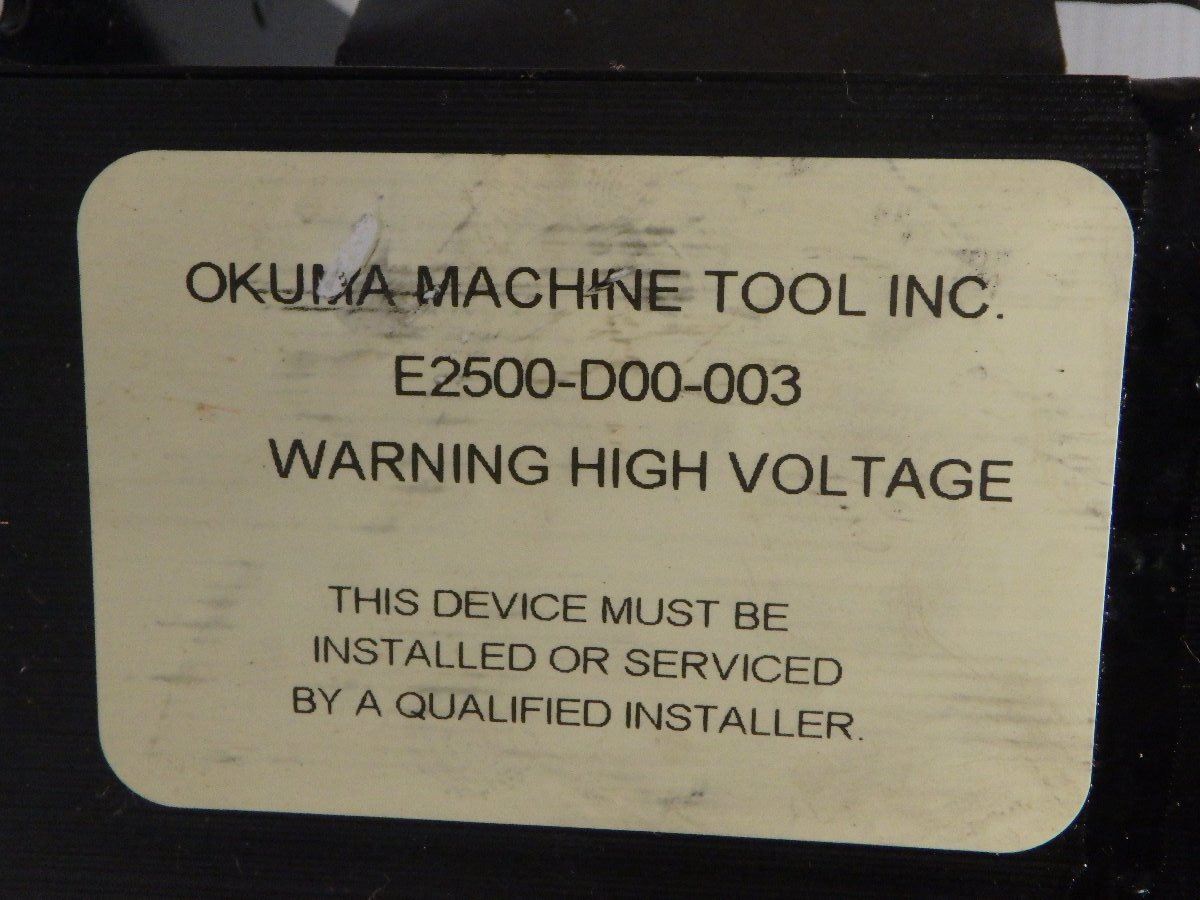 OKUMA MACHINE TOOL INC.
E2500-D00-003
WARNING HIGH VOLTAGE
THIS DEVICE MUST BE
INSTALLED OR SERVICED
BY A QUALIFIED INSTALLER.